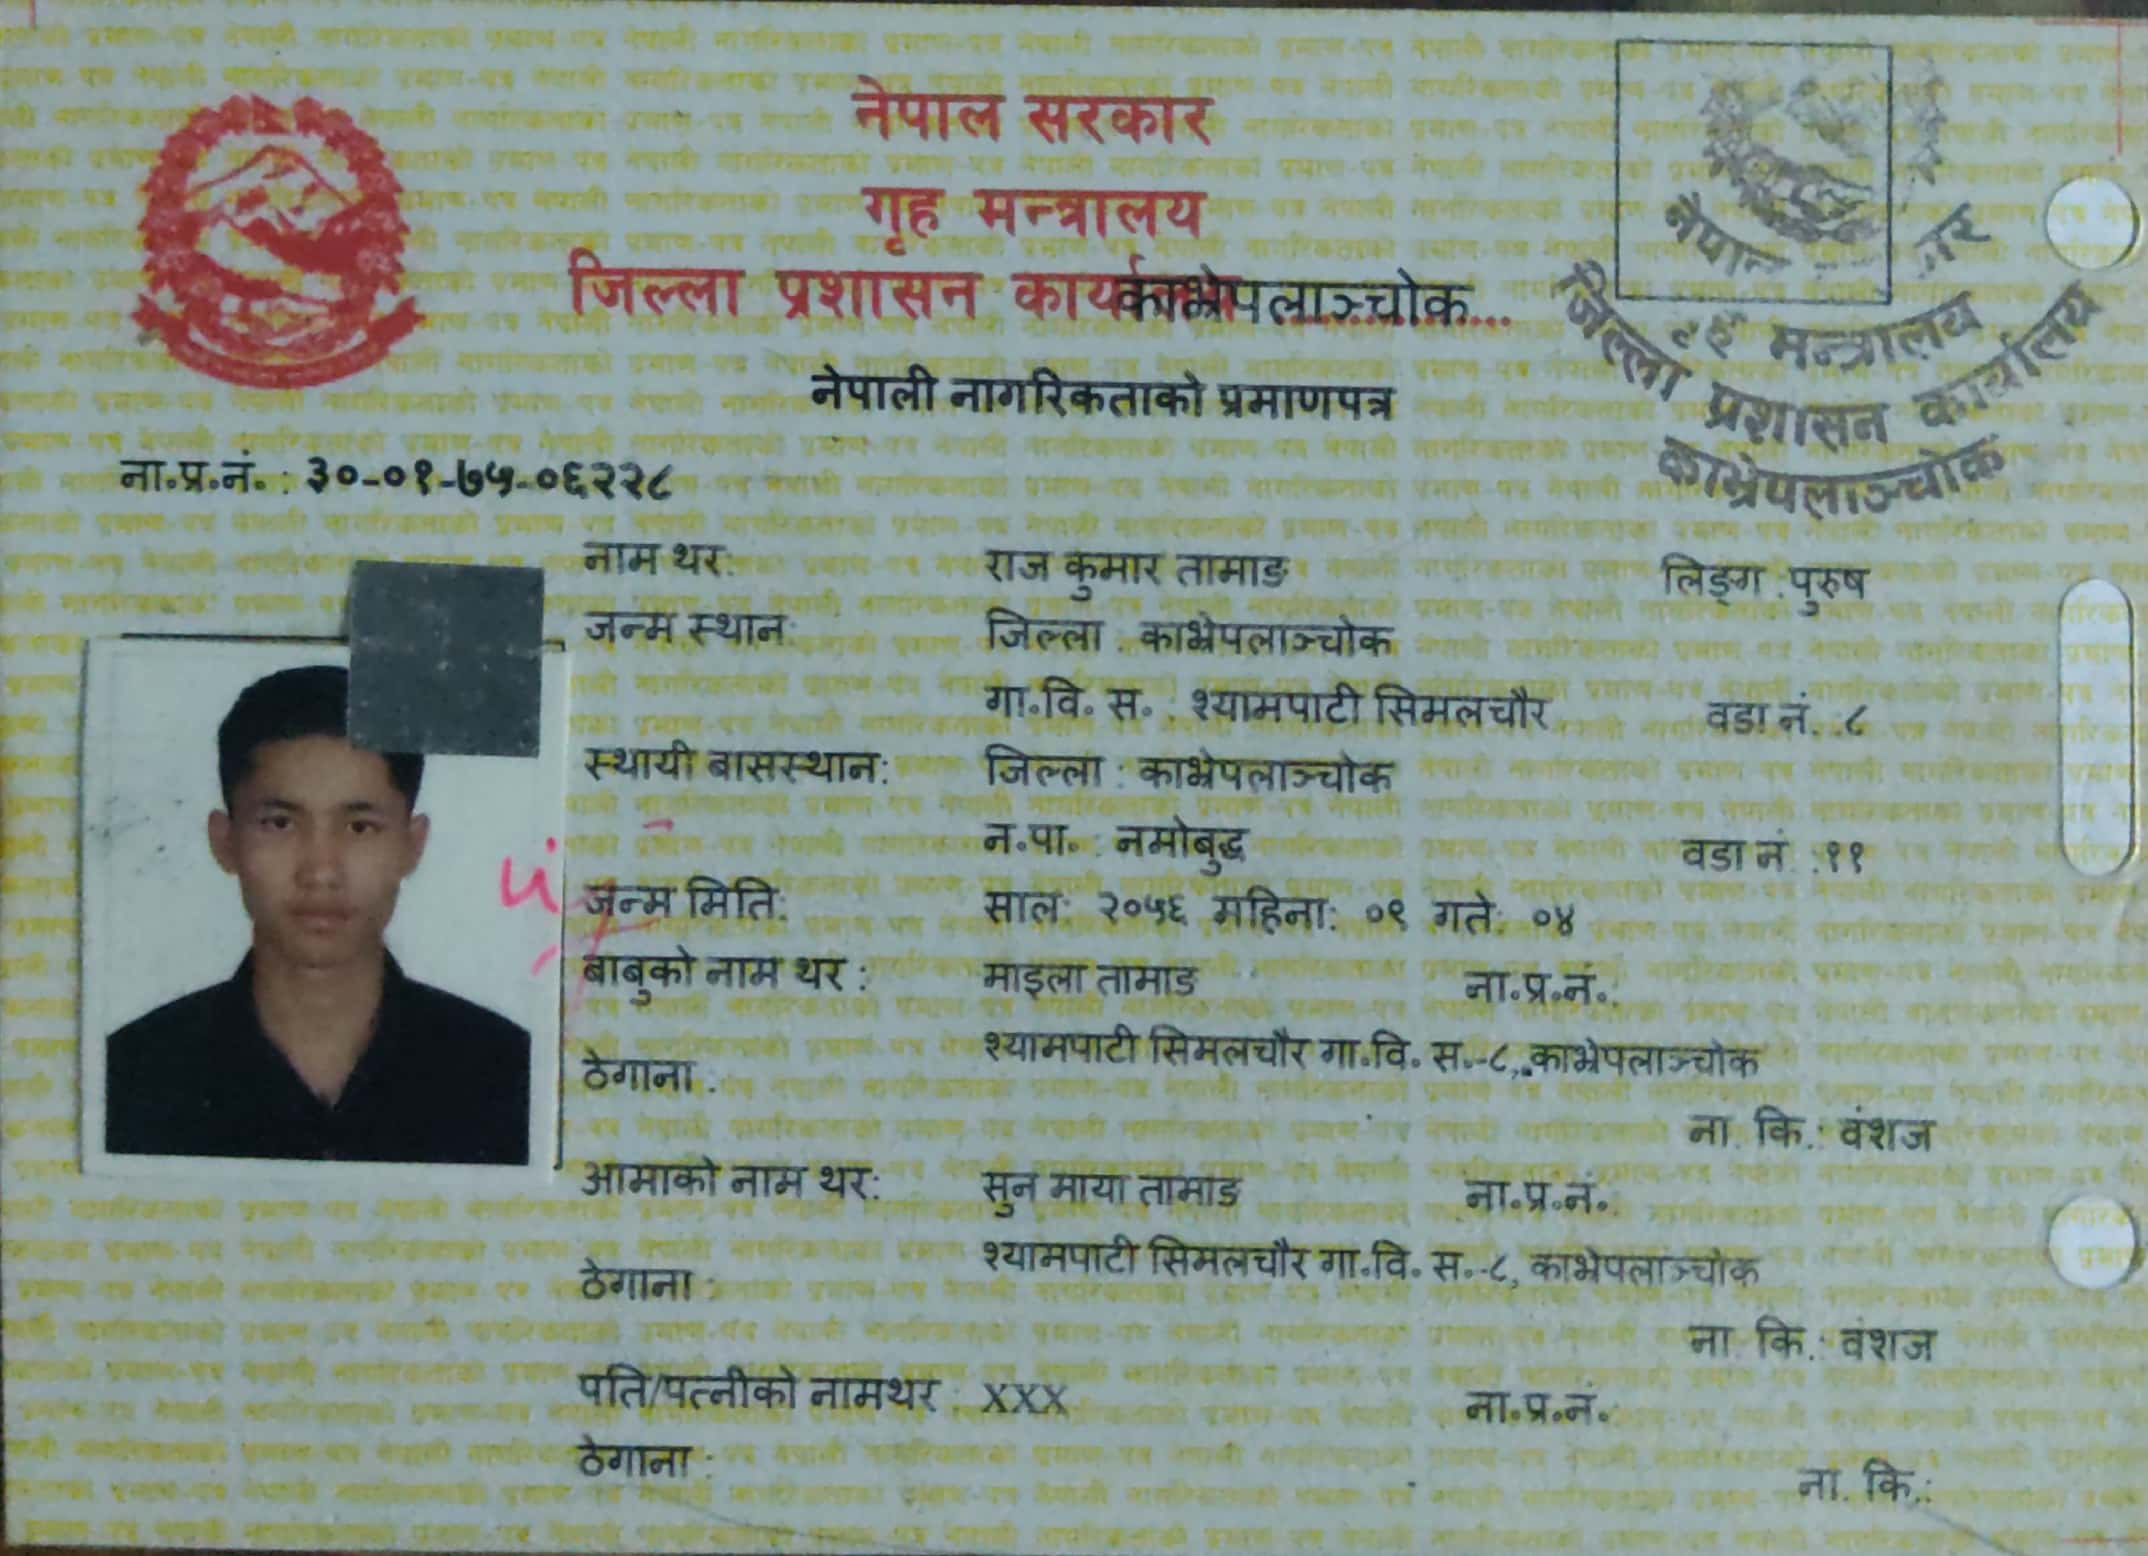 नेपाल सरकार
गृह मन्त्रालय
जिल्ला प्रशासन कार्यालय काभ्रेपलाञ्चोक
नेपाली नागरिकताको प्रमाणपत्र
ना.प्र.नं. : ३०-०१-७५-०६२२८
नाम थर: राज कुमार तामाङ लिङ्ग : पुरुष
जन्म स्थान: जिल्ला : काभ्रेपलाञ्चोक
गा.वि. स. : श्यामपाटी सिमलचौर वडा नं. : ८
स्थायी बासस्थान: जिल्ला : काभ्रेपलाञ्चोक
न.पा. : नमोबुद्ध वडा नं. : ११
जन्म मिति: साल: २०५६ महिना: ०९ गते: ०४
बाबुको नाम थर : माइला तामाङ ना.प्र.नं. :
ठेगाना : श्यामपाटी सिमलचौर गा.वि. स.-८, काभ्रेपलाञ्चोक
ना. कि. : वंशज
आमाको नाम थर: सुन माया तामाङ ना.प्र.नं. :
ठेगाना : श्यामपाटी सिमलचौर गा.वि. स.-८, काभ्रेपलाञ्चोक
ना. कि. : वंशज
पति/पत्नीको नामथर : XXX ना.प्र.नं. :
ठेगाना :
ना. कि. :
मन्त्रालय
जिल्ला प्रशासन कार्यालय
काभ्रेपलाञ्चोक